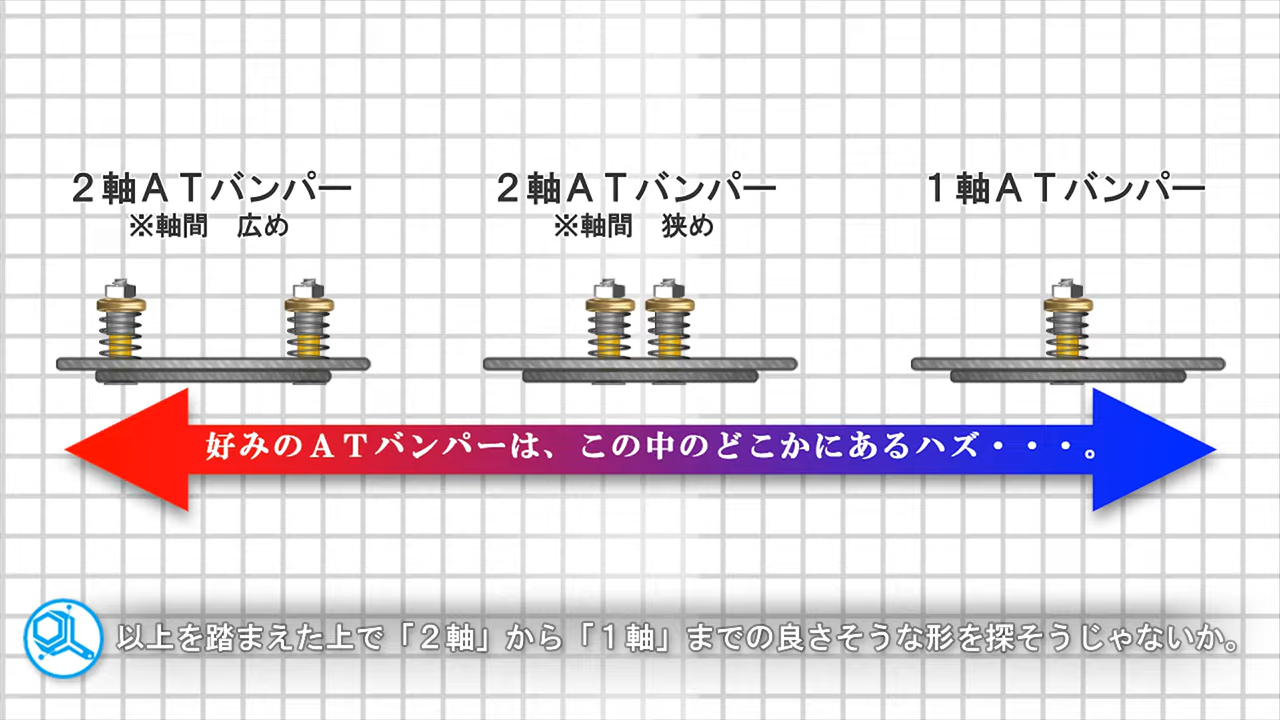 ２軸ＡＴバンパー
※軸間　広め
２軸ＡＴバンパー
※軸間　狭め
１軸ＡＴバンパー
好みのＡＴバンパーは、この中のどこかにあるハズ・・・。
以上を踏まえた上で「２軸」から「１軸」までの良さそうな形を探そうじゃないか。